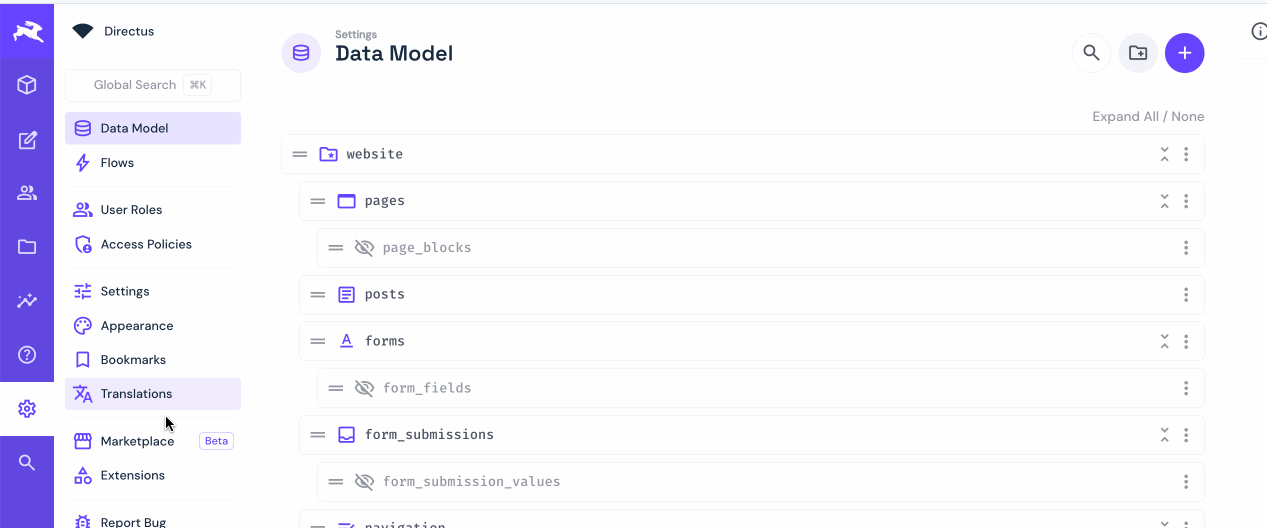 Directus
Global Search ⌘K
Data Model
Flows
User Roles
Access Policies
Settings
Appearance
Bookmarks
Translations
Marketplace Beta
Extensions
Report Bug
Settings
Data Model
Expand All / None
website
pages
page_blocks
posts
forms
form_fields
form_submissions
form_submission_values
navigation